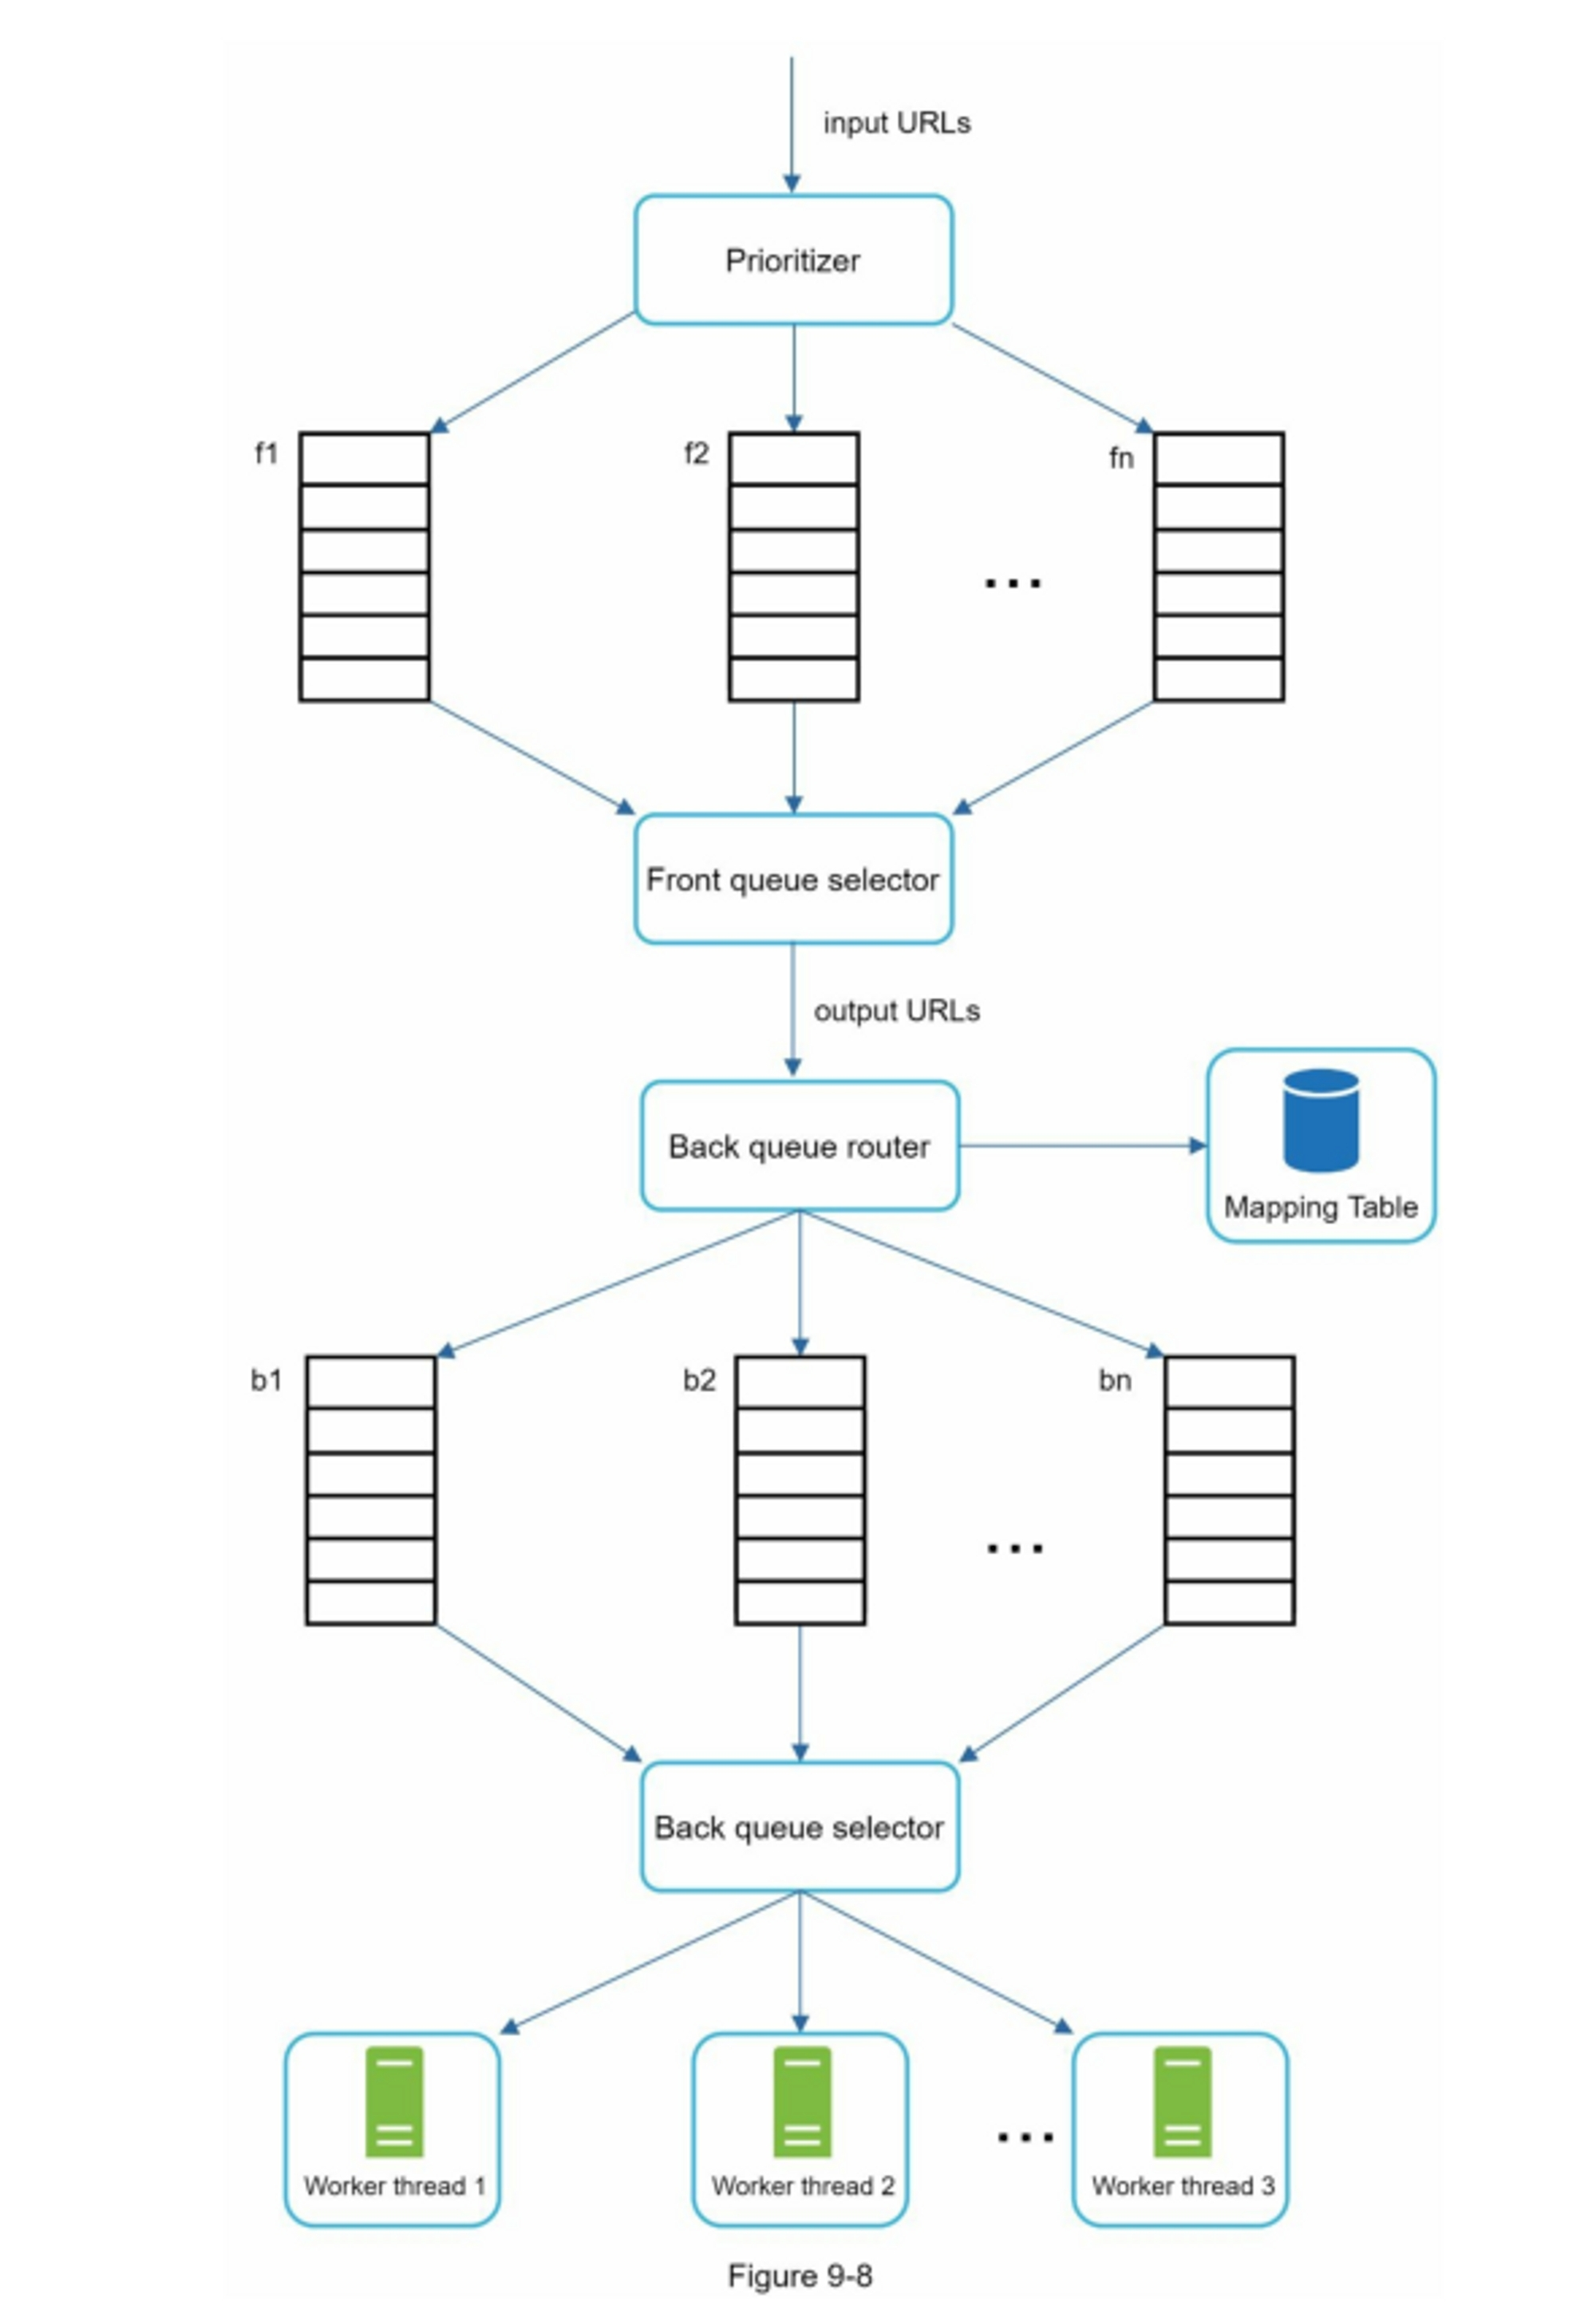 input URLs
Prioritizer
f1
f2
fn
...
Front queue selector
output URLs
Back queue router
Mapping Table
b1
b2
bn
...
Back queue selector
...
Worker thread 1
Worker thread 2
Worker thread 3
Figure 9-8